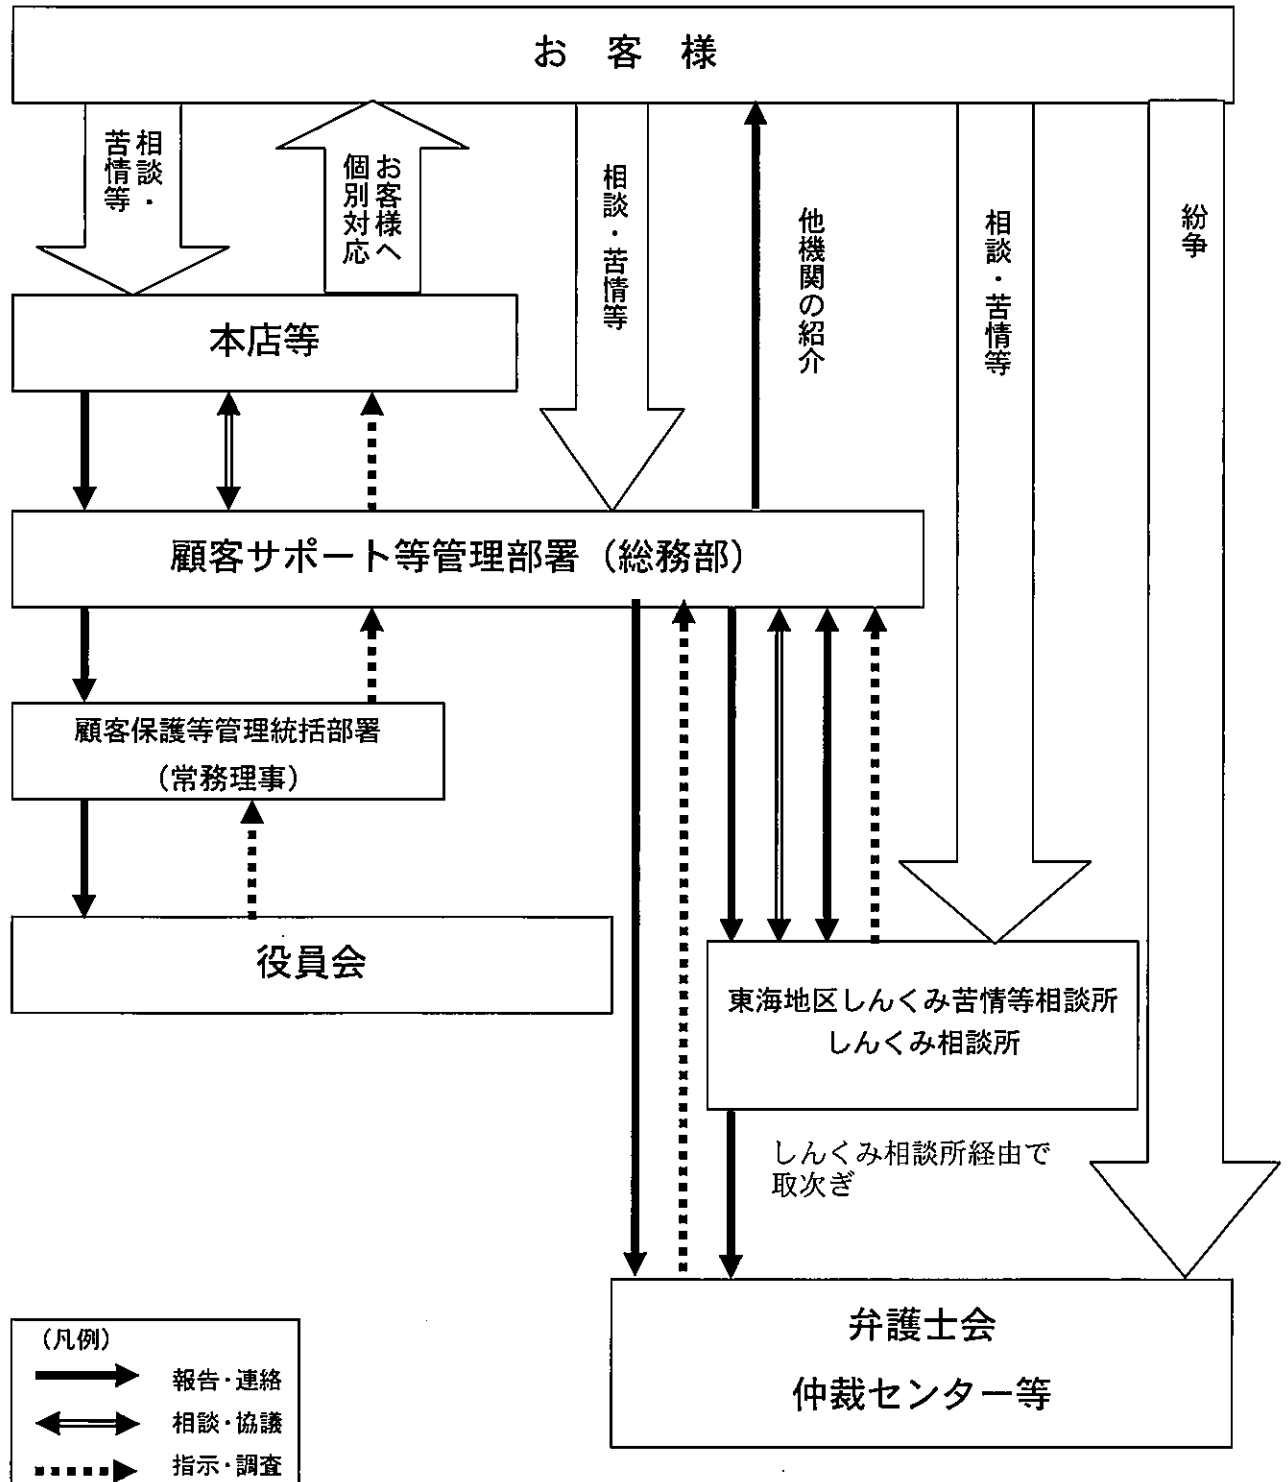 お客様
相談・
苦情等
お客様へ
個別対応
相談・苦情等
他機関の紹介
相談・苦情等
紛争
本店等
顧客サポート等管理部署（総務部）
顧客保護等管理統括部署
（常務理事）
役員会
東海地区しんくみ苦情等相談所
しんくみ相談所
しんくみ相談所経由で
取次ぎ
弁護士会
仲裁センター等
（凡例）
報告・連絡
相談・協議
指示・調査